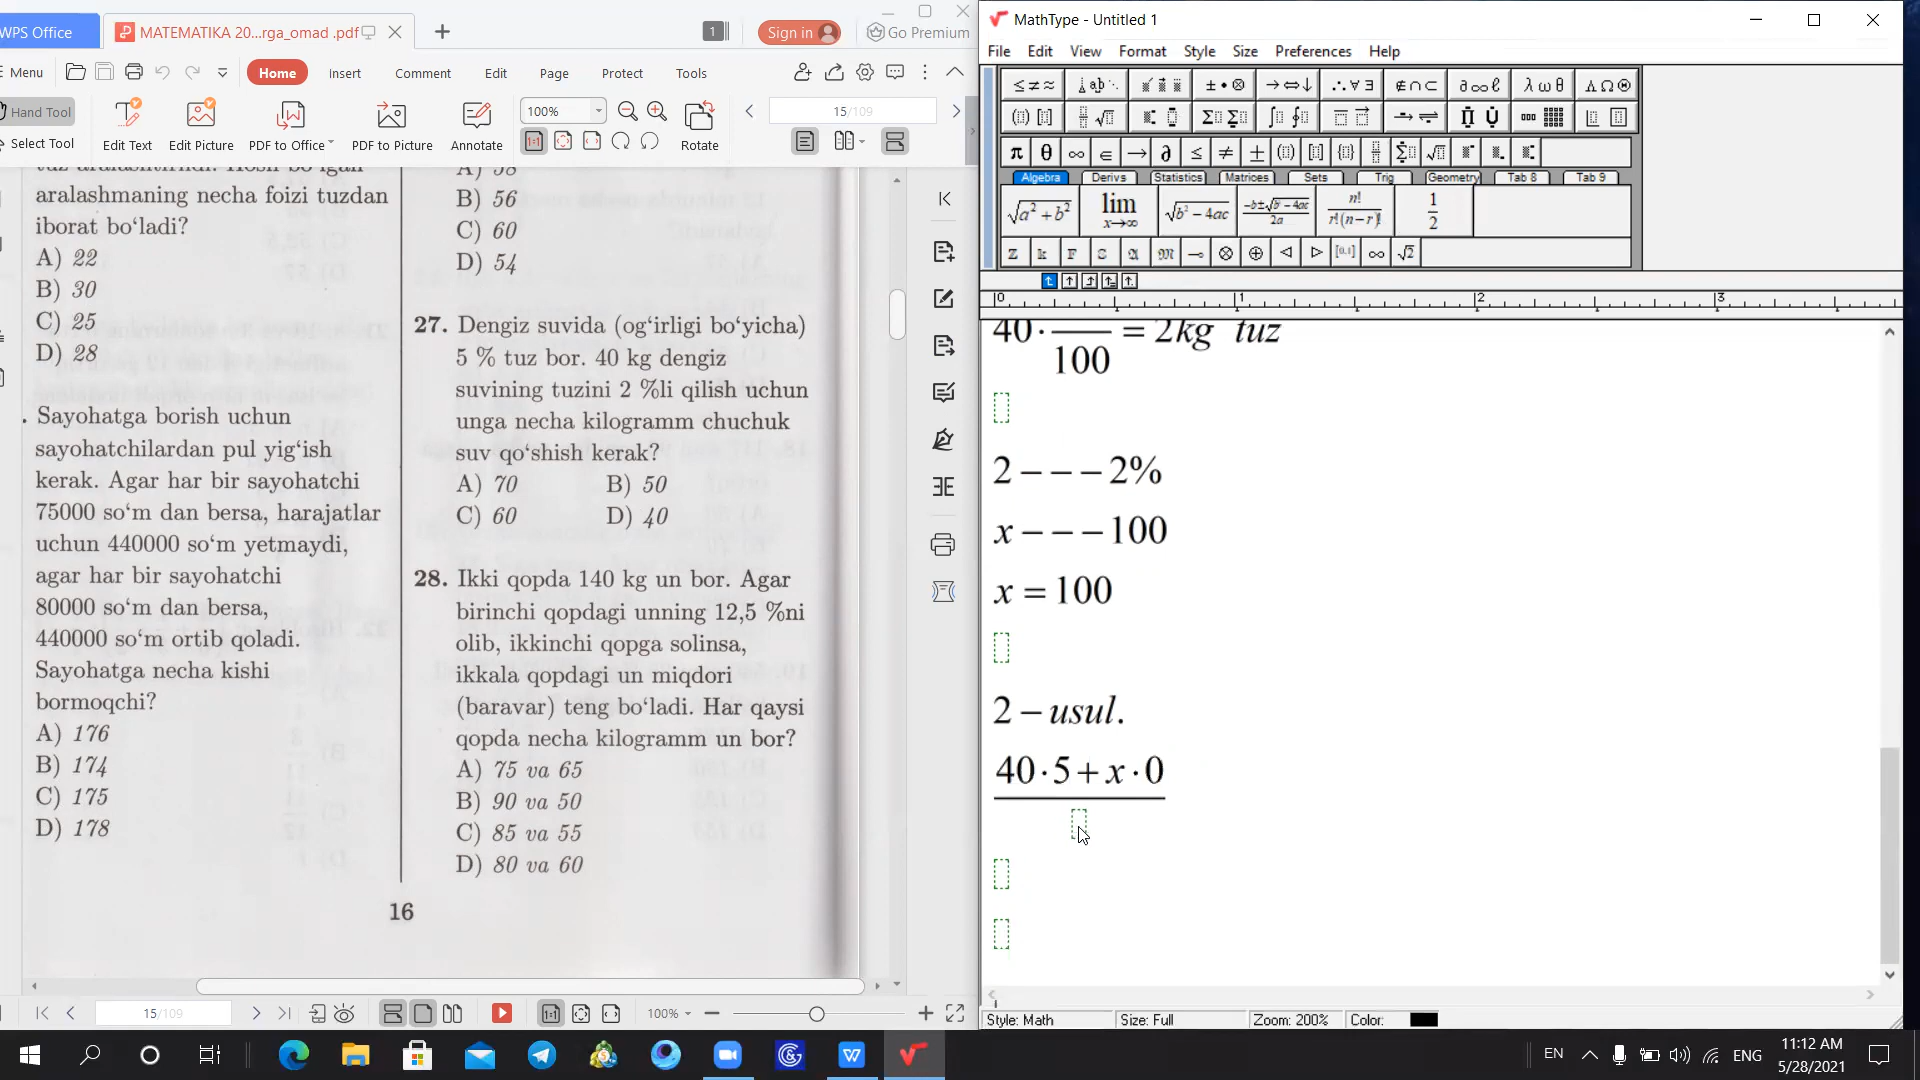 WPS Office
MATEMATIKA 20...rga_omad .pdf
1
Sign in
Go Premium
Menu
Home
Insert
Comment
Edit
Page
Protect
Tools
Hand Tool
Select Tool
Edit Text
Edit Picture
PDF to Office
PDF to Picture
Annotate
100%
Rotate
15/109
aralashmaning necha foizi tuzdan
iborat bo‘ladi?
A) 22
B) 30
C) 25
D) 28
. Sayohatga borish uchun
sayohatchilardan pul yig‘ish
kerak. Agar har bir sayohatchi
75000 so‘m dan bersa, harajatlar
uchun 440000 so‘m yetmaydi,
agar har bir sayohatchi
80000 so‘m dan bersa,
440000 so‘m ortib qoladi.
Sayohatga necha kishi
bormoqchi?
A) 176
B) 174
C) 175
D) 178
A) 58
B) 56
C) 60
D) 54
27. Dengiz suvida (og‘irligi bo‘yicha)
5 % tuz bor. 40 kg dengiz
suvining tuzini 2 %li qilish uchun
unga necha kilogramm chuchuk
suv qo‘shish kerak?
A) 70 B) 50
C) 60 D) 40
28. Ikki qopda 140 kg un bor. Agar
birinchi qopdagi unning 12,5 %ni
olib, ikkinchi qopga solinsa,
ikkala qopdagi un miqdori
(baravar) teng bo‘ladi. Har qaysi
qopda necha kilogramm un bor?
A) 75 va 65
B) 90 va 50
C) 85 va 55
D) 80 va 60
16
15/109
100%
MathType - Untitled 1
File Edit View Format Style Size Preferences Help
Algebra Derivs Statistics Matrices Sets Trig Geometry Tab 8 Tab 9
0 1 2 3
40 · ___ = 2kg tuz
100
2 − − − 2%
x − − − 100
x = 100
2 − usul.
40 · 5 + x · 0
Style: Math
Size: Full
Zoom: 200%
Color:
EN
ENG
11:12 AM
5/28/2021